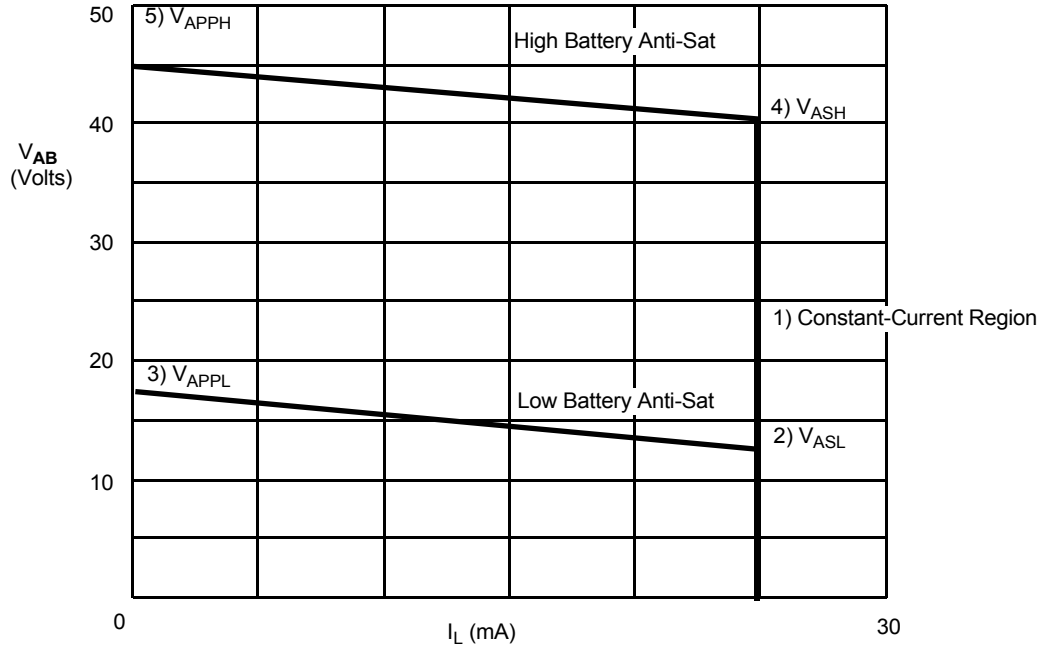 50
5) VAPPH
High Battery Anti-Sat
4) VASH
40
VAB
(Volts)
30
1) Constant-Current Region
20
3) VAPPL
Low Battery Anti-Sat
2) VASL
10
0
IL (mA)
30